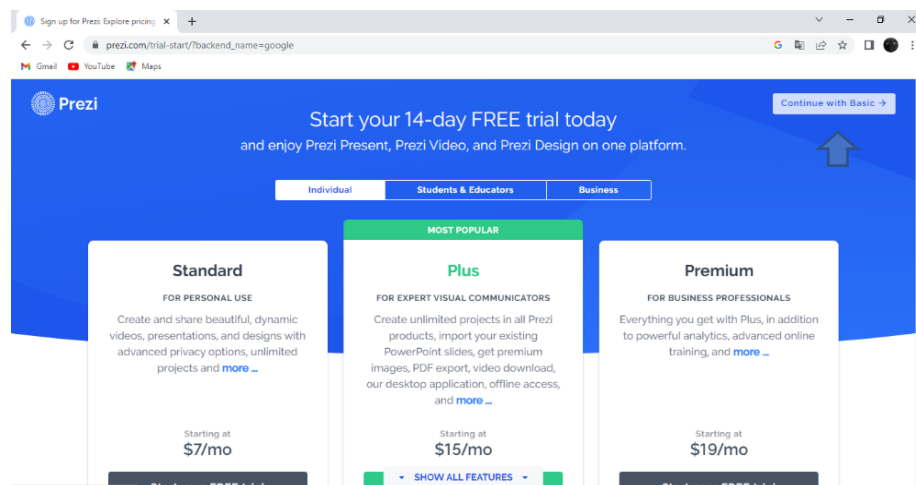 Sign up for Prezi: Explore pricing
prezi.com/trial-start/?backend_name=google
Gmail YouTube Maps
Prezi
Continue with Basic →
Start your 14-day FREE trial today
and enjoy Prezi Present, Prezi Video, and Prezi Design on one platform.
Individual Students & Educators Business
MOST POPULAR
Standard
FOR PERSONAL USE
Create and share beautiful, dynamic
videos, presentations, and designs with
advanced privacy options, unlimited
projects and more ...
Starting at
$7/mo
Plus
FOR EXPERT VISUAL COMMUNICATORS
Create unlimited projects in all Prezi
products, import your existing
PowerPoint slides, get premium
images, PDF export, video download,
our desktop application, offline access,
and more ...
Starting at
$15/mo
SHOW ALL FEATURES
Premium
FOR BUSINESS PROFESSIONALS
Everything you get with Plus, in addition
to powerful analytics, advanced online
training, and more ...
Starting at
$19/mo